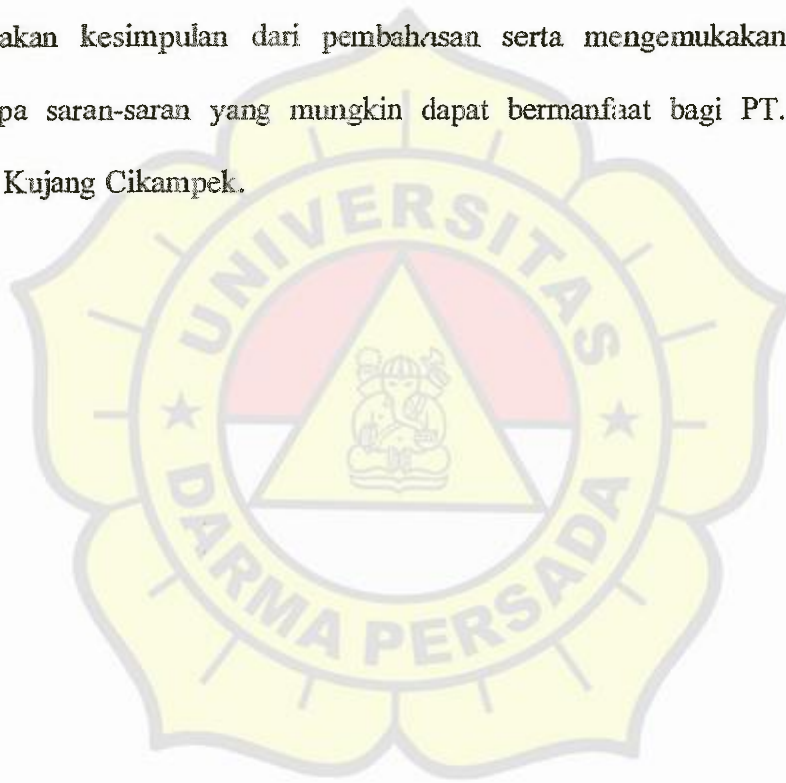 akan kesimpulan dari pembahasan serta mengemukakan
pa saran-saran yang mungkin dapat bermanfaat bagi PT.
Kujang Cikampek.
UNIVERSITAS
DARMA PERSADA